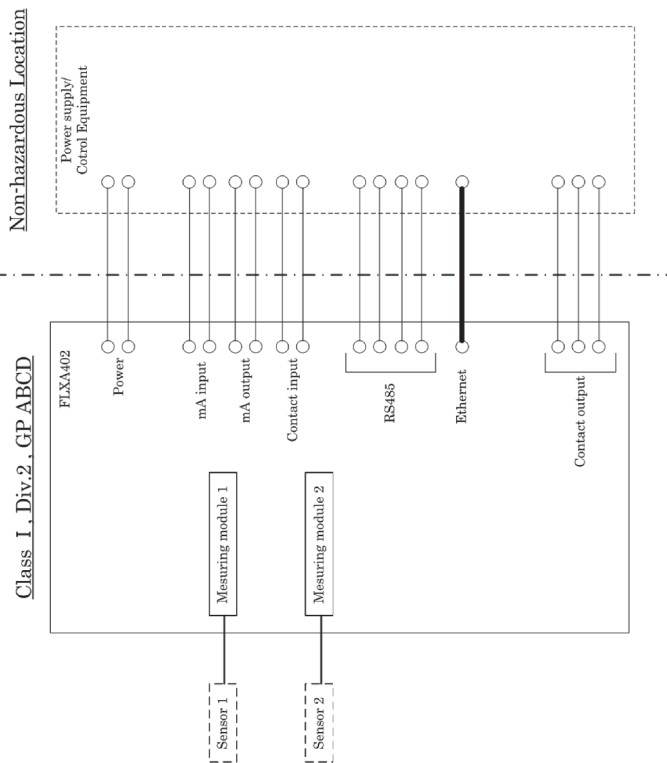 Non-hazardous Location
Power supply/
Cotrol Equipment
Class I , Div.2 , GP ABCD
FLXA402
Power
mA input
mA output
Contact input
RS485
Ethernet
Contact output
Mesuring module 1
Mesuring module 2
Sensor 1
Sensor 2